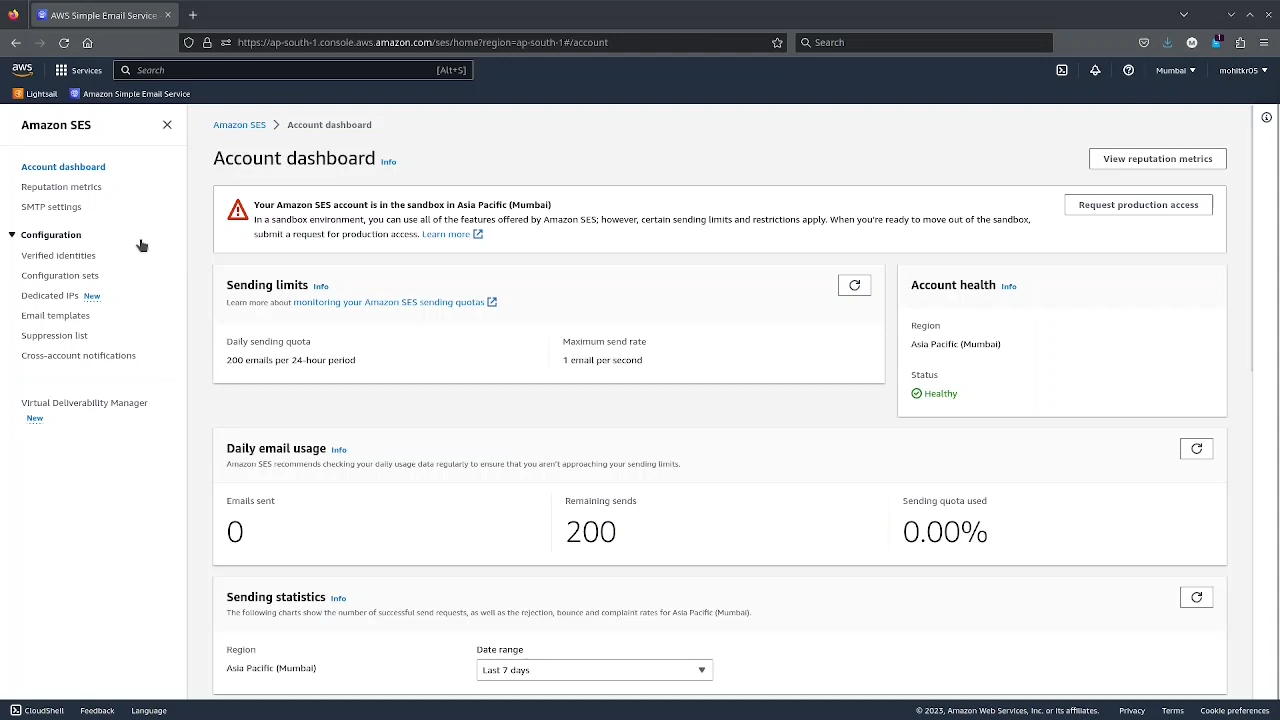 AWS Simple Email Service
https://ap-south-1.console.aws.amazon.com/ses/home?region=ap-south-1#/account
Search
aws
Services
Search
[Alt+S]
Mumbai
mohitkr05
Lightsail
Amazon Simple Email Service
Amazon SES
Account dashboard
Reputation metrics
SMTP settings
Configuration
Verified identities
Configuration sets
Dedicated IPs New
Email templates
Suppression list
Cross-account notifications
Virtual Deliverability Manager
New
Amazon SES > Account dashboard
Account dashboard Info
View reputation metrics
Your Amazon SES account is in the sandbox in Asia Pacific (Mumbai)
In a sandbox environment, you can use all of the features offered by Amazon SES; however, certain sending limits and restrictions apply. When you're ready to move out of the sandbox,
submit a request for production access. Learn more
Request production access
Sending limits Info
Learn more about monitoring your Amazon SES sending quotas
Daily sending quota
200 emails per 24-hour period
Maximum send rate
1 email per second
Account health Info
Region
Asia Pacific (Mumbai)
Status
Healthy
Daily email usage Info
Amazon SES recommends checking your daily usage data regularly to ensure that you aren't approaching your sending limits.
Emails sent
0
Remaining sends
200
Sending quota used
0.00%
Sending statistics Info
The following charts show the number of successful send requests, as well as the rejection, bounce and complaint rates for Asia Pacific (Mumbai).
Region
Asia Pacific (Mumbai)
Date range
Last 7 days
CloudShell
Feedback
Language
© 2023, Amazon Web Services, Inc. or its affiliates.
Privacy
Terms
Cookie preferences